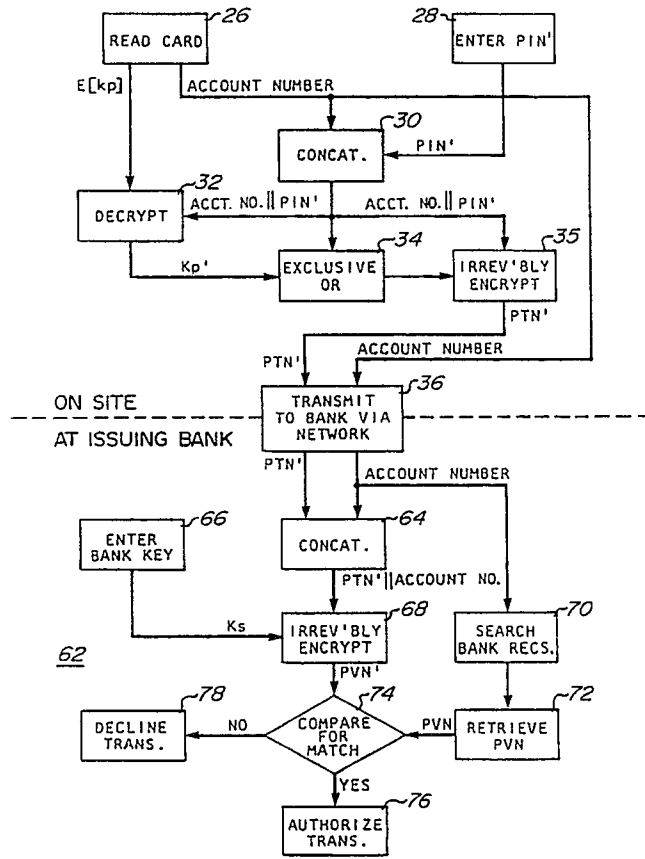 26
READ CARD
28
ENTER PIN'
E[kp]
ACCOUNT NUMBER
30
CONCAT.
PIN'
32
DECRYPT
ACCT. NO.||PIN'
ACCT. NO.||PIN'
34
EXCLUSIVE
OR
35
IRREV'BLY
ENCRYPT
Kp'
PTN'
PTN'
ACCOUNT NUMBER
36
TRANSMIT
TO BANK VIA
NETWORK
ON SITE
AT ISSUING BANK
PTN'
ACCOUNT NUMBER
66
ENTER
BANK KEY
64
CONCAT.
PTN'||ACCOUNT NO.
Ks
68
IRREV'BLY
ENCRYPT
70
SEARCH
BANK RECS.
62
PVN'
78
DECLINE
TRANS.
NO
74
COMPARE
FOR
MATCH
PVN
72
RETRIEVE
PVN
YES
76
AUTHORIZE
TRANS.